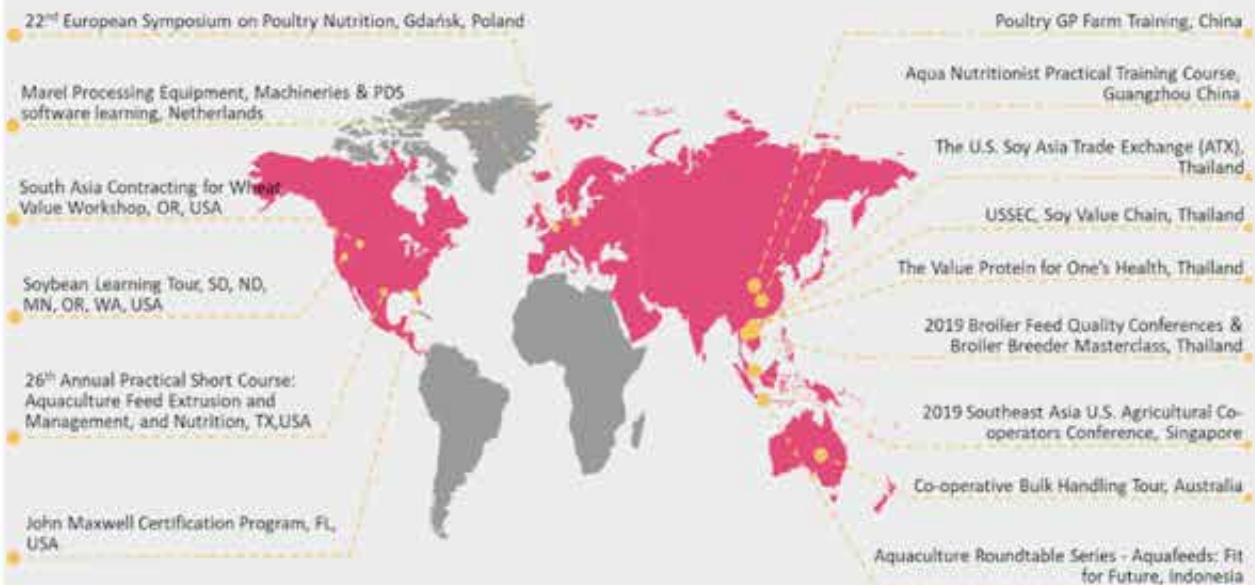 22nd European Symposium on Poultry Nutrition, Gdańsk, Poland
Marel Processing Equipment, Machineries & PDS
software learning, Netherlands
South Asia Contracting for Wheat
Value Workshop, OR, USA
Soybean Learning Tour, SD, ND,
MN, OR, WA, USA
26th Annual Practical Short Course:
Aquaculture Feed Extrusion and
Management, and Nutrition, TX,USA
John Maxwell Certification Program, FL,
USA
Poultry GP Farm Training, China
Aqua Nutritionist Practical Training Course,
Guangzhou China
The U.S. Soy Asia Trade Exchange (ATX),
Thailand
USSEC, Soy Value Chain, Thailand
The Value Protein for One's Health, Thailand
2019 Broiler Feed Quality Conferences &
Broiler Breeder Masterclass, Thailand
2019 Southeast Asia U.S. Agricultural Co-
operators Conference, Singapore
Co-operative Bulk Handling Tour, Australia
Aquaculture Roundtable Series - Aquafeeds: Fit
for Future, Indonesia